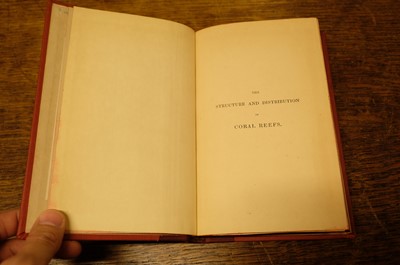 THE
STRUCTURE AND DISTRIBUTION
OF
CORAL REEFS.